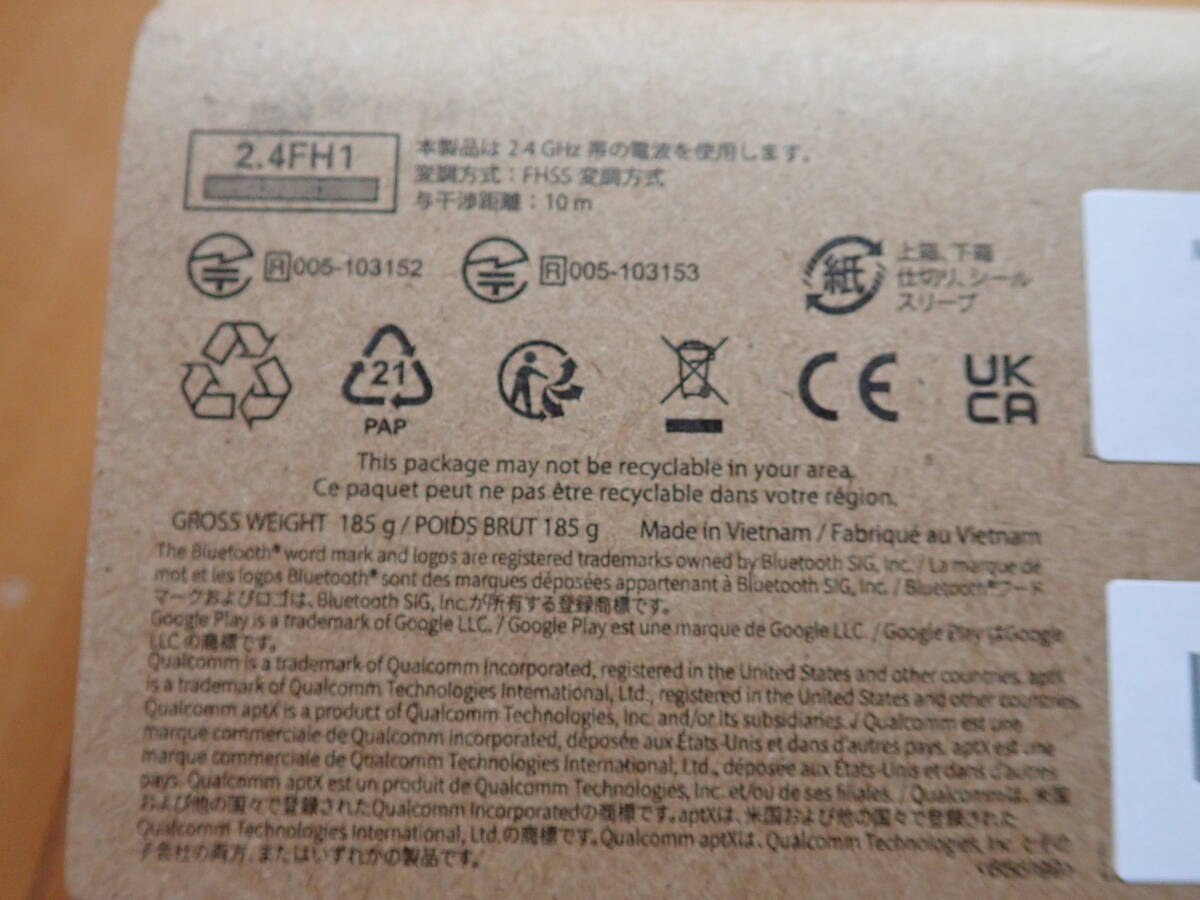 2.4FH1
本製品は 2.4 GHz 帯の電波を使用します。
変調方式：FHSS 変調方式
与干渉距離：10 m
R 005-103152
R 005-103153
紙
上箱、下箱
仕切り、シール
スリーブ
21
PAP
CE
UK
CA
This package may not be recyclable in your area.
Ce paquet peut ne pas être recyclable dans votre région.
GROSS WEIGHT 185 g / POIDS BRUT 185 g Made in Vietnam / Fabriqué au Vietnam
The Bluetooth® word mark and logos are registered trademarks owned by Bluetooth SIG, Inc. / La marque de
mot et les logos Bluetooth® sont des marques déposées appartenant à Bluetooth SIG, Inc. / Bluetooth®ワード
マークおよびロゴは、Bluetooth SIG, Inc.が所有する登録商標です。
Google Play is a trademark of Google LLC. / Google Play est une marque de Google LLC. / Google PlayはGoogle
LLCの商標です。
Qualcomm is a trademark of Qualcomm Incorporated, registered in the United States and other countries. aptX
is a trademark of Qualcomm Technologies International, Ltd., registered in the United States and other countries.
Qualcomm aptX is a product of Qualcomm Technologies, Inc. and/or its subsidiaries. / Qualcomm est une
marque commerciale de Qualcomm Incorporated, déposée aux États-Unis et dans d'autres pays. aptX est une
marque commerciale de Qualcomm Technologies International, Ltd., déposée aux États-Unis et dans d'autres
pays. Qualcomm aptX est un produit de Qualcomm Technologies, Inc. et/ou de ses filiales. / Qualcommは、米国
および他の国々で登録されたQualcomm Incorporatedの商標です。aptXは、米国および他の国々で登録された
Qualcomm Technologies International, Ltd.の商標です。Qualcomm aptXは、Qualcomm Technologies, Inc.とその
子会社の両方、またはいずれかの製品です。